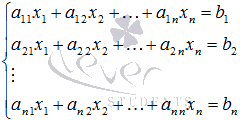 a₁₁x₁ + a₁₂x₂ + … + a₁ₙxₙ = b₁
a₂₁x₁ + a₂₂x₂ + … + a₂ₙxₙ = b₂
⋮
aₙ₁x₁ + aₙ₂x₂ + … + aₙₙxₙ = bₙ